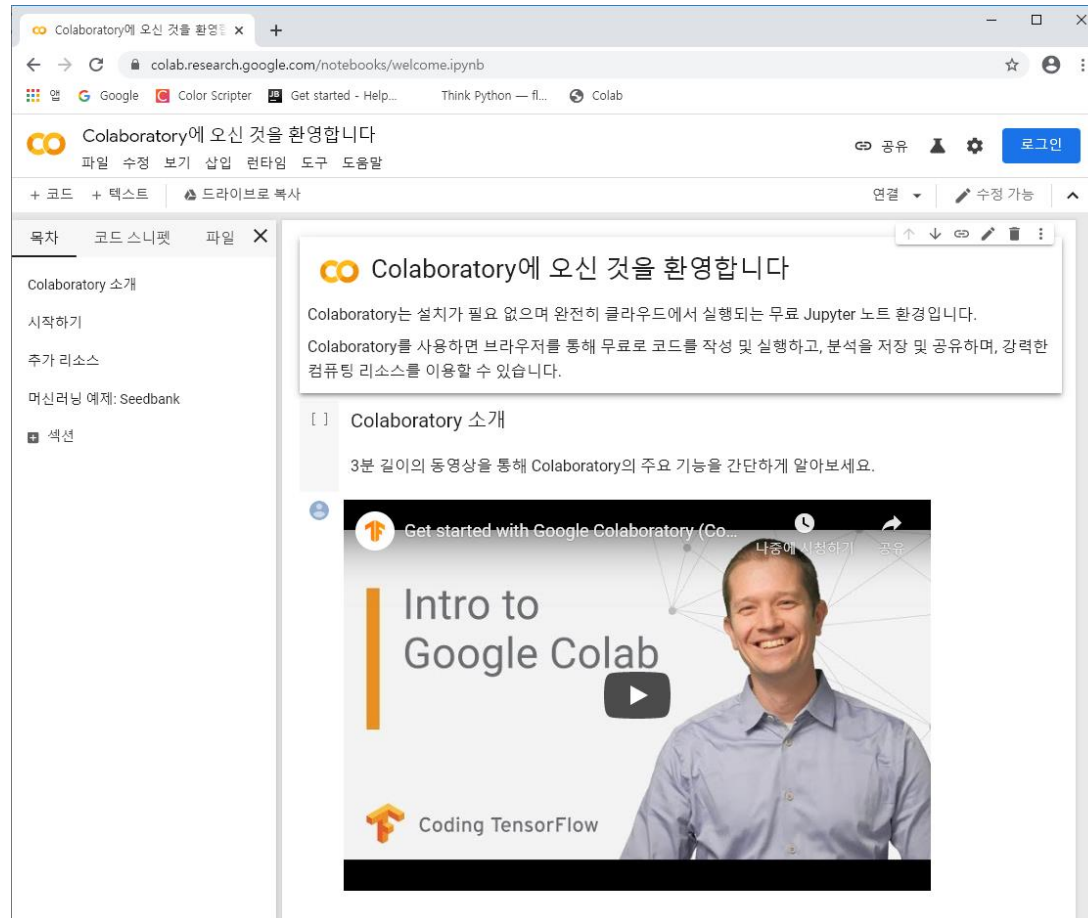 Colaboratory에 오신 것을 환영
colab.research.google.com/notebooks/welcome.ipynb
앱 Google Color Scripter Get started - Help... Think Python — fl... Colab
Colaboratory에 오신 것을 환영합니다
파일 수정 보기 삽입 런타임 도구 도움말
공유 로그인
+ 코드 + 텍스트 드라이브로 복사 연결 수정 가능
목차 코드 스니펫 파일
Colaboratory 소개
시작하기
추가 리소스
머신러닝 예제: Seedbank
섹션
CO Colaboratory에 오신 것을 환영합니다
Colaboratory는 설치가 필요 없으며 완전히 클라우드에서 실행되는 무료 Jupyter 노트 환경입니다.
Colaboratory를 사용하면 브라우저를 통해 무료로 코드를 작성 및 실행하고, 분석을 저장 및 공유하며, 강력한
컴퓨팅 리소스를 이용할 수 있습니다.
[ ] Colaboratory 소개
3분 길이의 동영상을 통해 Colaboratory의 주요 기능을 간단하게 알아보세요.
Get started with Google Colaboratory (Co...
나중에 시청하기 공유
Intro to
Google Colab
Coding TensorFlow